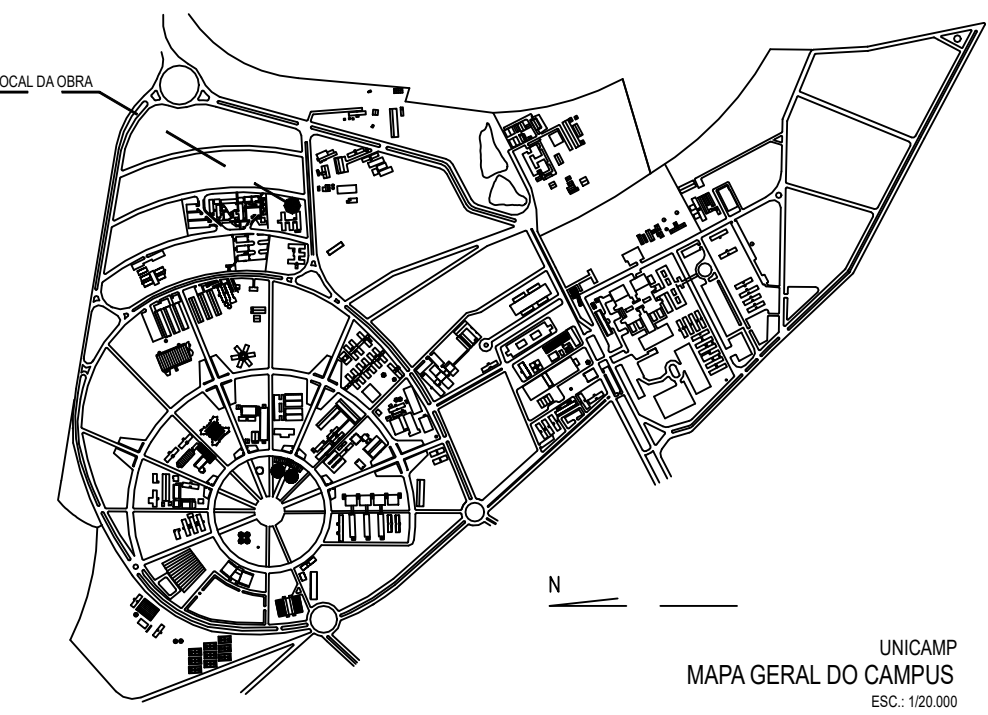 OCAL DA OBRA
N
UNICAMP
MAPA GERAL DO CAMPUS
ESC.: 1/20.000